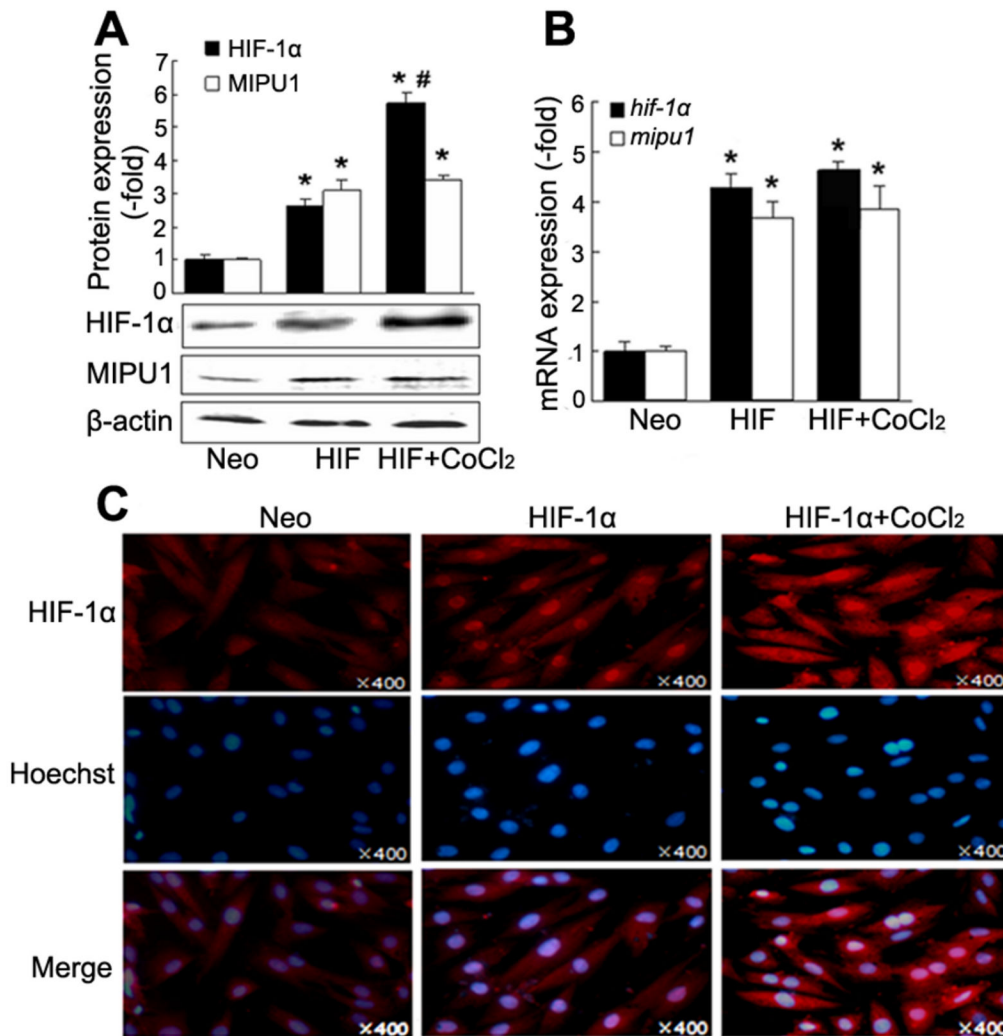 A
HIF-1α
MIPU1
Protein expression
(-fold)
7
6
5
4
3
2
1
0
* * * # *
HIF-1α
MIPU1
β-actin
Neo HIF HIF+CoCl₂
B
hif-1α
mipu1
mRNA expression (-fold)
6
5
4
3
2
1
0
* * * *
Neo HIF HIF+CoCl₂
C
Neo HIF-1α HIF-1α+CoCl₂
HIF-1α
×400 ×400 ×400
Hoechst
×400 ×400 ×400
Merge
×400 ×400 ×400